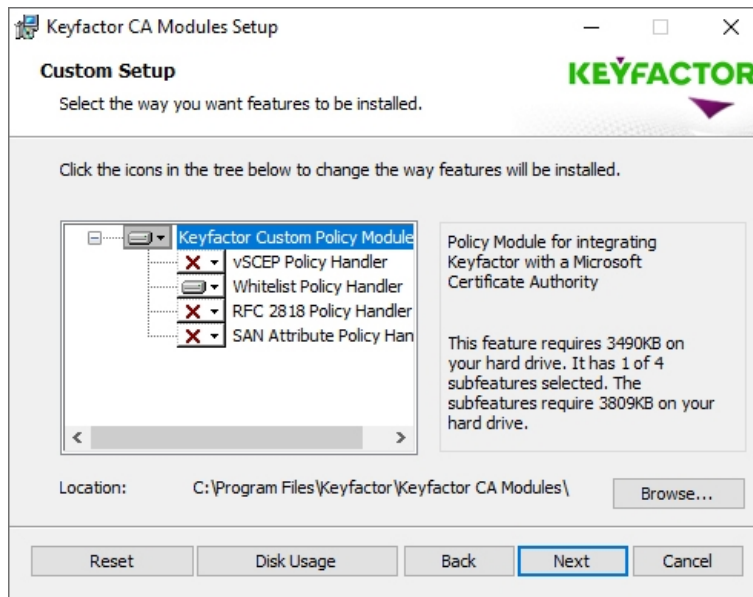 Keyfactor CA Modules Setup
Custom Setup
KEYFACTOR
Select the way you want features to be installed.
Click the icons in the tree below to change the way features will be installed.
Keyfactor Custom Policy Module
vSCEP Policy Handler
Whitelist Policy Handler
RFC 2818 Policy Handler
SAN Attribute Policy Han
Policy Module for integrating
Keyfactor with a Microsoft
Certificate Authority
This feature requires 3490KB on
your hard drive. It has 1 of 4
subfeatures selected. The
subfeatures require 3809KB on your
hard drive.
Location: C:\Program Files\Keyfactor\Keyfactor CA Modules\
Browse...
Reset Disk Usage Back Next Cancel